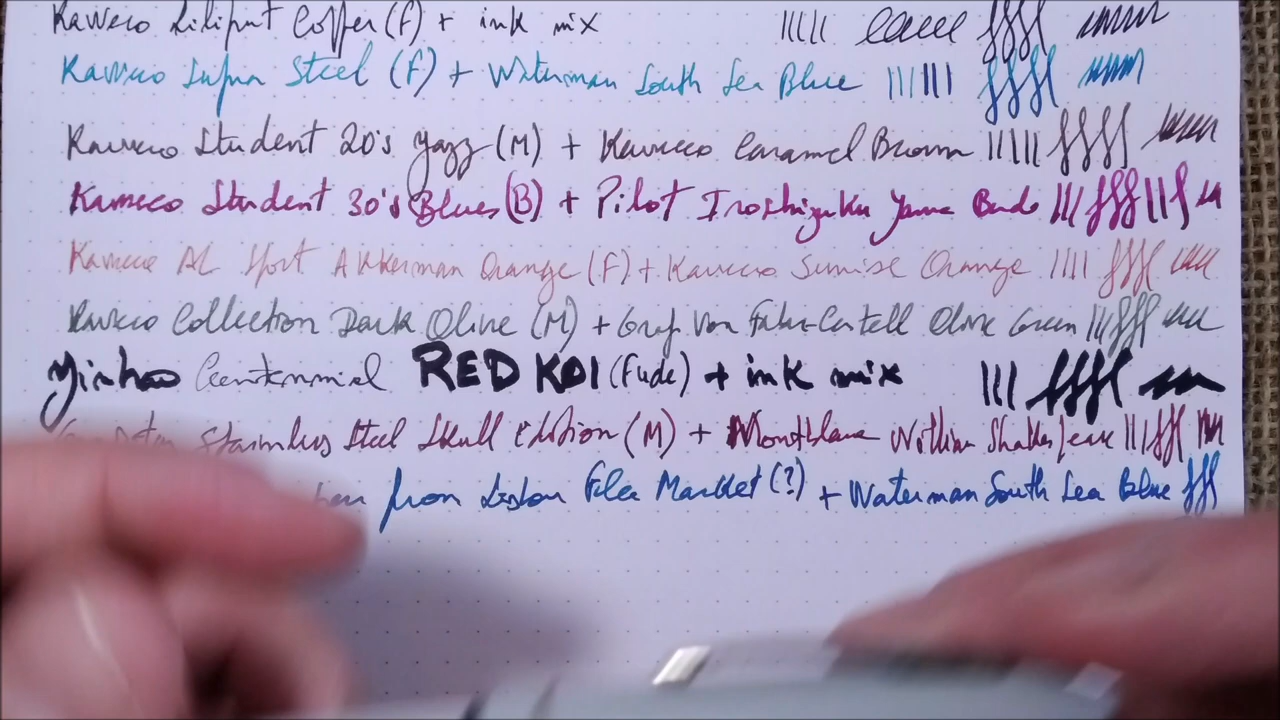 Kaweco Liliput Copper (F) + ink mix
Kaweco Supra Steel (F) + Waterman South Sea Blue
Kaweco Student 20's Jazz (M) + Kaweco Caramel Brown
Kaweco Student 30's Blues (B) + Pilot Iroshizuku Yama Budo
Kaweco AL Sport Akkerman Orange (F) + Kaweco Sunrise Orange
Kaweco Collection Dark Olive (M) + Graf Von Faber-Castell Olive Green
Jinhao Centennial RED KOI (Fude) + ink mix
Stainless Steel Skull Edition (M) + Montblanc William Shakespeare
from Lisbon Flea Market (?) + Waterman South Sea Blue